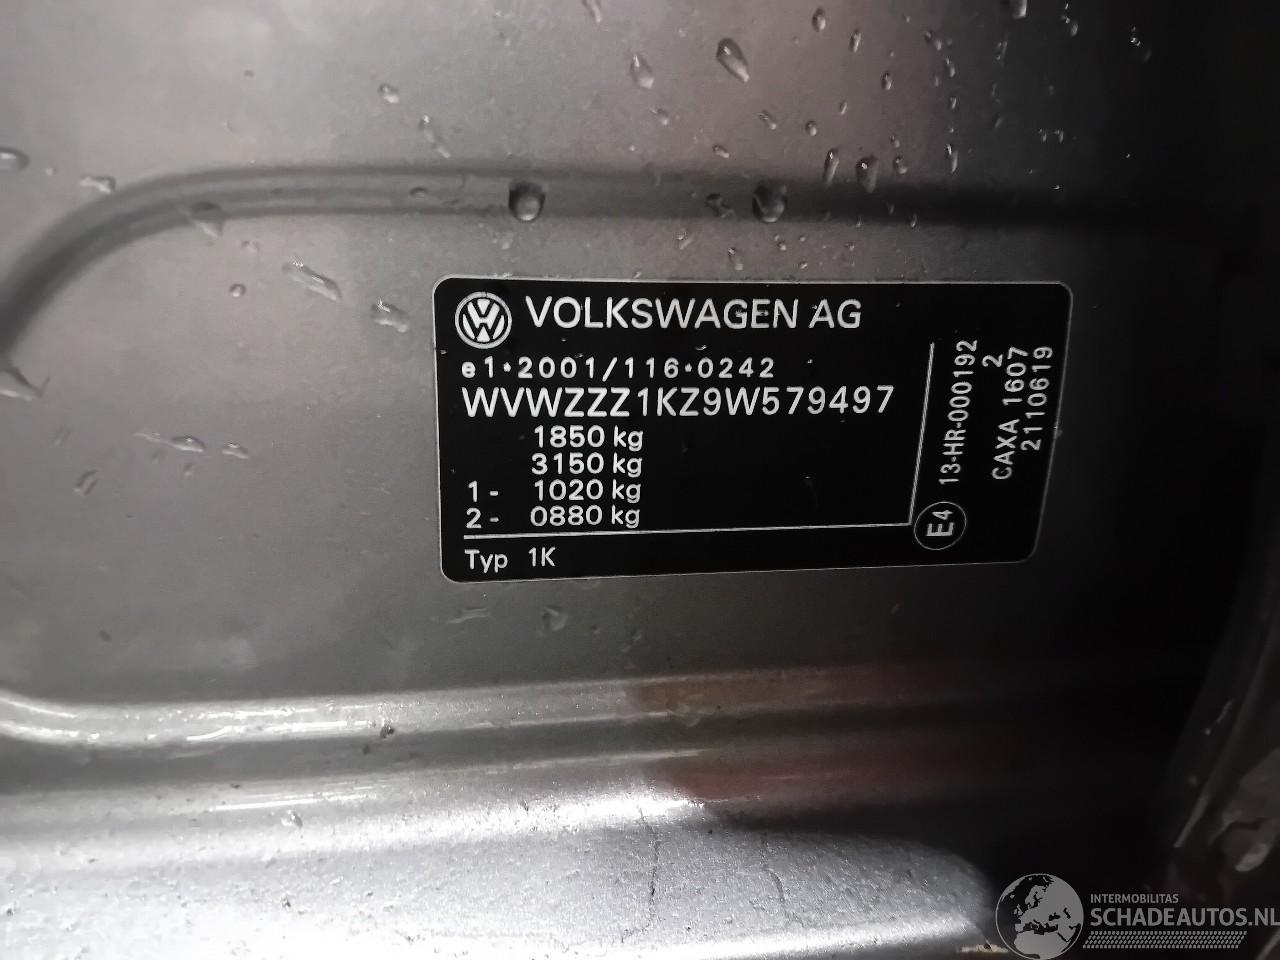 VOLKSWAGEN AG
e1*2001/116*0242
WVWZZZ1KZ9W579497
1850 kg
3150 kg
1- 1020 kg
2- 0880 kg
Typ 1K
E4 13-HR-000192
2
CAXA 1607
2110619
INTERMOBILITAS
SCHADEAUTOS.NL